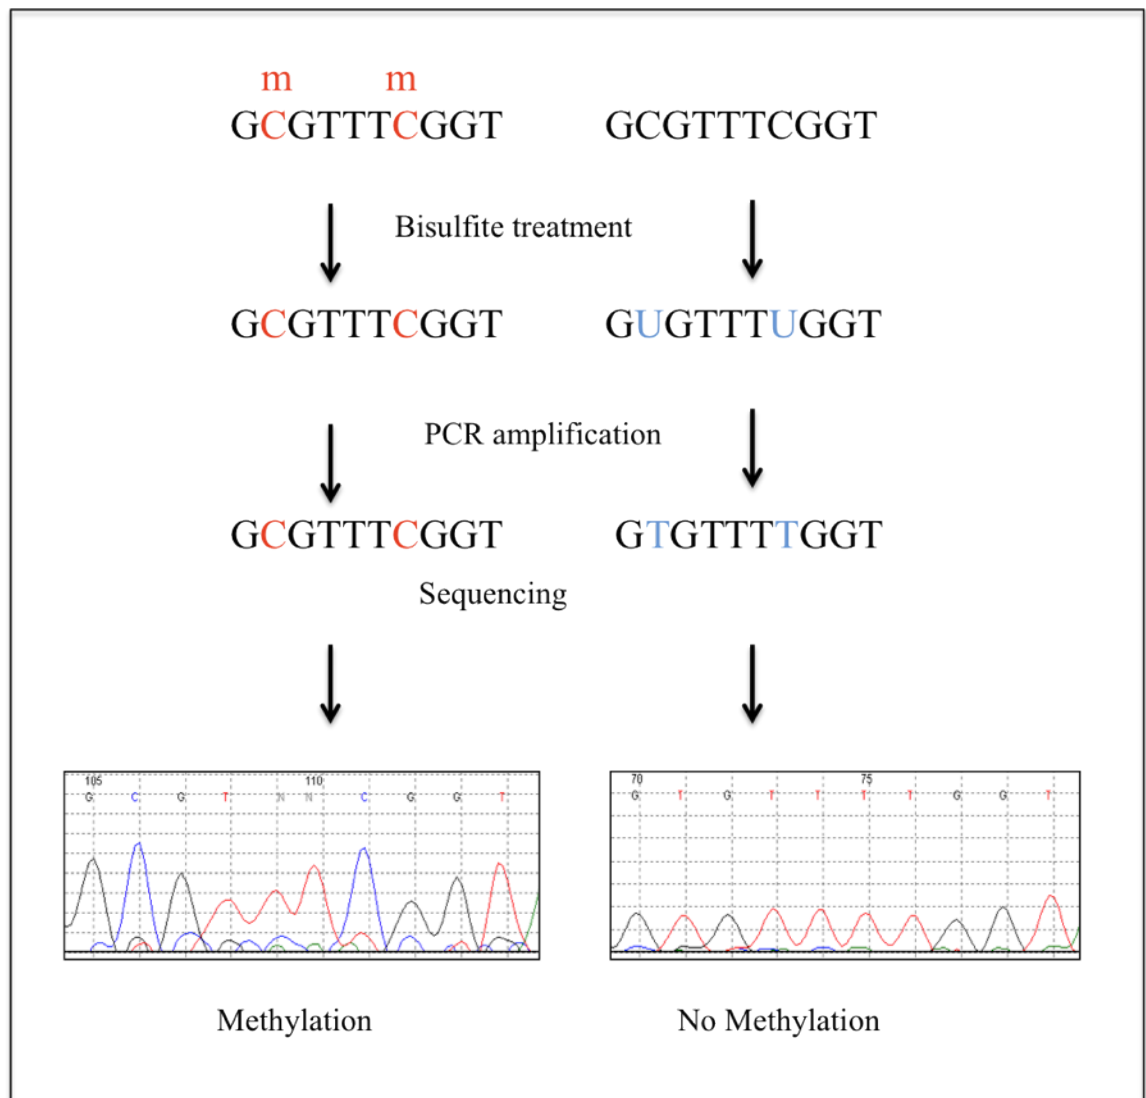 m m
GCGTTTCGGT GCGTTTCGGT
Bisulfite treatment
GCGTTTCGGT GUGTTTUGGT
PCR amplification
GCGTTTCGGT GTGTTTTGGT
Sequencing
105 110
G C G T N N C G G T
70 75
G T G T T T T G G T
Methylation No Methylation